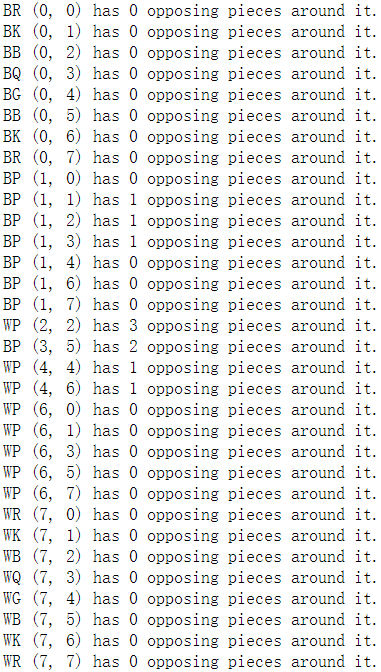 BR (0, 0) has 0 opposing pieces around it.
BK (0, 1) has 0 opposing pieces around it.
BB (0, 2) has 0 opposing pieces around it.
BQ (0, 3) has 0 opposing pieces around it.
BG (0, 4) has 0 opposing pieces around it.
BB (0, 5) has 0 opposing pieces around it.
BK (0, 6) has 0 opposing pieces around it.
BR (0, 7) has 0 opposing pieces around it.
BP (1, 0) has 0 opposing pieces around it.
BP (1, 1) has 1 opposing pieces around it.
BP (1, 2) has 1 opposing pieces around it.
BP (1, 3) has 1 opposing pieces around it.
BP (1, 4) has 0 opposing pieces around it.
BP (1, 6) has 0 opposing pieces around it.
BP (1, 7) has 0 opposing pieces around it.
WP (2, 2) has 3 opposing pieces around it.
BP (3, 5) has 2 opposing pieces around it.
WP (4, 4) has 1 opposing pieces around it.
WP (4, 6) has 1 opposing pieces around it.
WP (6, 0) has 0 opposing pieces around it.
WP (6, 1) has 0 opposing pieces around it.
WP (6, 3) has 0 opposing pieces around it.
WP (6, 5) has 0 opposing pieces around it.
WP (6, 7) has 0 opposing pieces around it.
WR (7, 0) has 0 opposing pieces around it.
WK (7, 1) has 0 opposing pieces around it.
WB (7, 2) has 0 opposing pieces around it.
WQ (7, 3) has 0 opposing pieces around it.
WG (7, 4) has 0 opposing pieces around it.
WB (7, 5) has 0 opposing pieces around it.
WK (7, 6) has 0 opposing pieces around it.
WR (7, 7) has 0 opposing pieces around it.